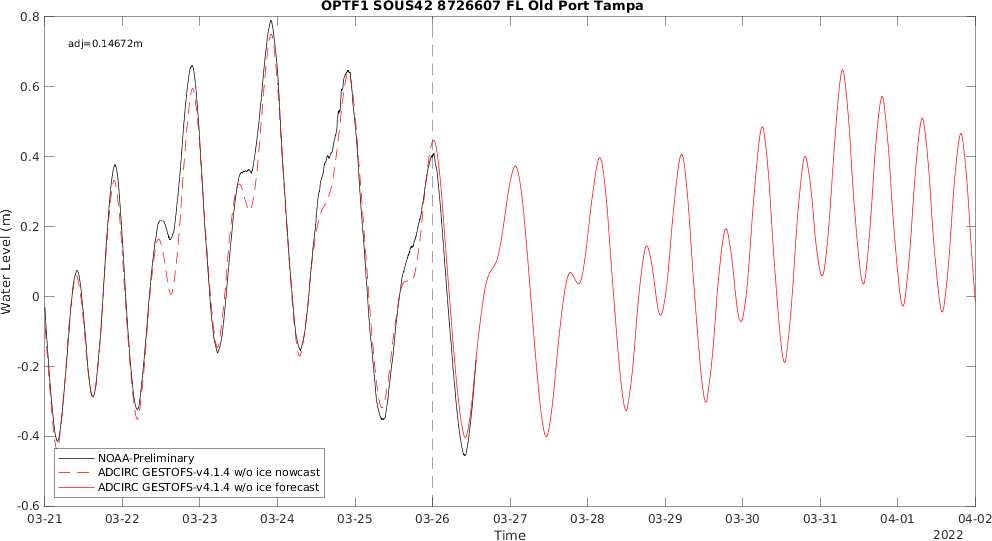 OPTF1 SOUS42 8726607 FL Old Port Tampa
adj=0.14672m
Water Level (m)
0.8
0.6
0.4
0.2
0
-0.2
-0.4
-0.6
NOAA-Preliminary
ADCIRC GESTOFS-v4.1.4 w/o ice nowcast
ADCIRC GESTOFS-v4.1.4 w/o ice forecast
03-21 03-22 03-23 03-24 03-25 03-26 03-27 03-28 03-29 03-30 03-31 04-01 04-02
Time
2022